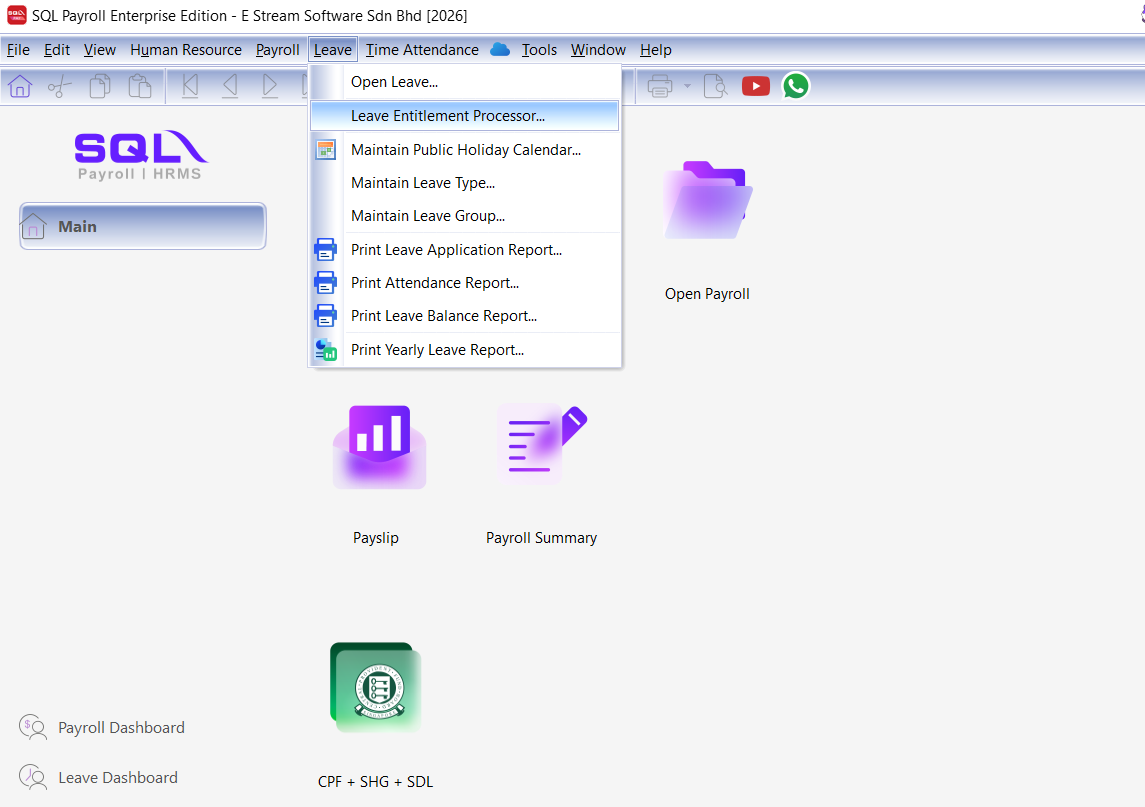 SQL Payroll Enterprise Edition - E Stream Software Sdn Bhd [2026]
File Edit View Human Resource Payroll Leave Time Attendance Tools Window Help
Open Leave...
Leave Entitlement Processor...
Maintain Public Holiday Calendar...
Maintain Leave Type...
Maintain Leave Group...
Print Leave Application Report...
Print Attendance Report...
Print Leave Balance Report...
Print Yearly Leave Report...
SQL
Payroll | HRMS
Main
Open Payroll
Payslip
Payroll Summary
CPF + SHG + SDL
Payroll Dashboard
Leave Dashboard